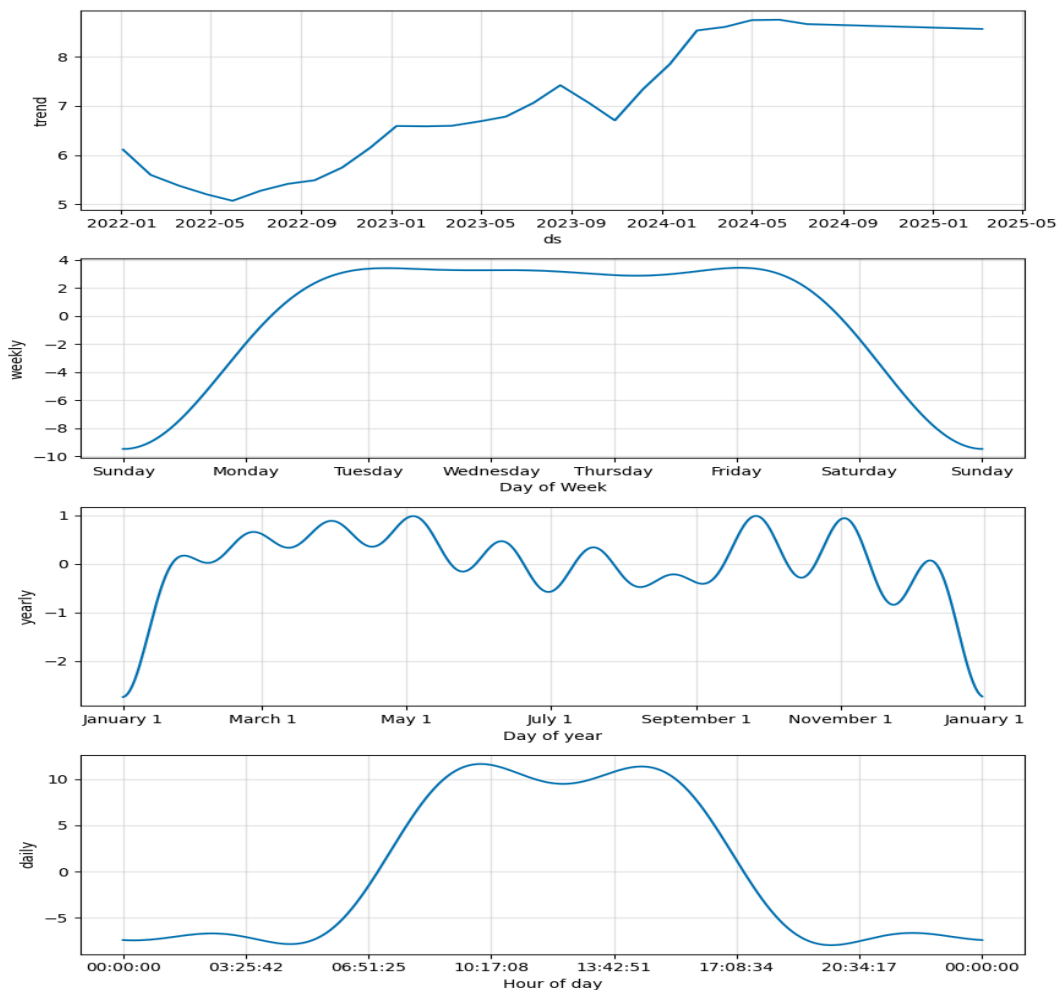 8
7
6
5
trend
2022-01 2022-05 2022-09 2023-01 2023-05 2023-09 2024-01 2024-05 2024-09 2025-01 2025-05
ds
4
2
0
−2
−4
−6
−8
−10
weekly
Sunday Monday Tuesday Wednesday Thursday Friday Saturday Sunday
Day of Week
1
0
−1
−2
yearly
January 1 March 1 May 1 July 1 September 1 November 1 January 1
Day of year
10
5
0
−5
daily
00:00:00 03:25:42 06:51:25 10:17:08 13:42:51 17:08:34 20:34:17 00:00:00
Hour of day